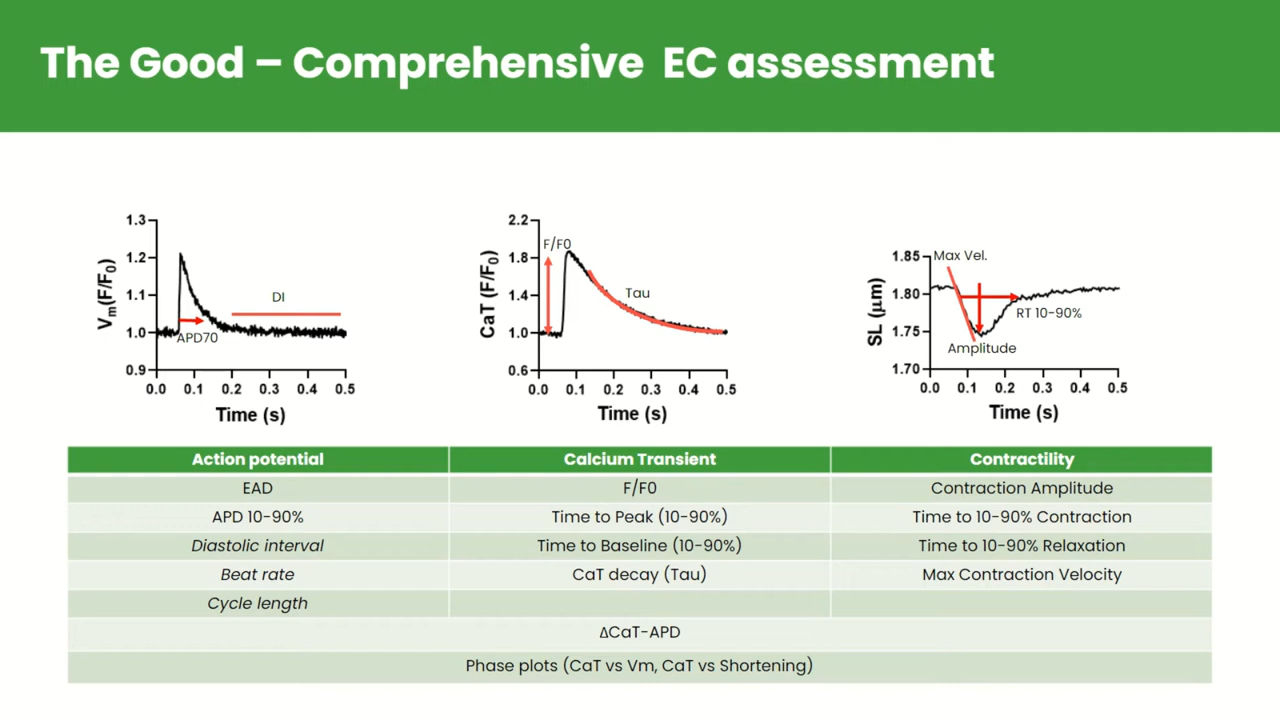 The Good – Comprehensive EC assessment
1.3
1.2
1.1
1.0
0.9
Vm(F/F0)
DI
APD70
0.0 0.1 0.2 0.3 0.4 0.5
Time (s)
2.2
1.8
1.4
1.0
0.6
CaT (F/F0)
F/F0
Tau
0.0 0.1 0.2 0.3 0.4 0.5
Time (s)
1.85
1.80
1.75
1.70
SL (μm)
Max Vel.
RT 10-90%
Amplitude
0.0 0.1 0.2 0.3 0.4 0.5
Time (s)
Action potential Calcium Transient Contractility
EAD F/F0 Contraction Amplitude
APD 10-90% Time to Peak (10-90%) Time to 10-90% Contraction
Diastolic interval Time to Baseline (10-90%) Time to 10-90% Relaxation
Beat rate CaT decay (Tau) Max Contraction Velocity
Cycle length
ΔCaT-APD
Phase plots (CaT vs Vm, CaT vs Shortening)